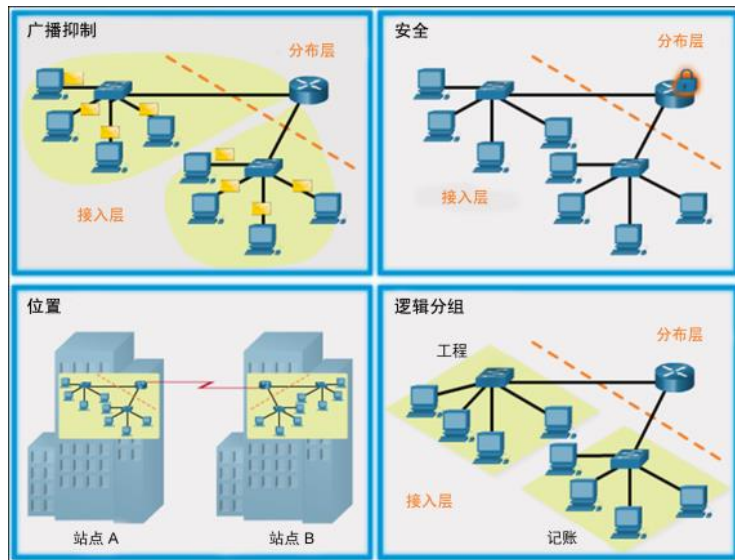 广播抑制
分布层
接入层
安全
分布层
接入层
位置
站点 A
站点 B
逻辑分组
分布层
工程
接入层
记账